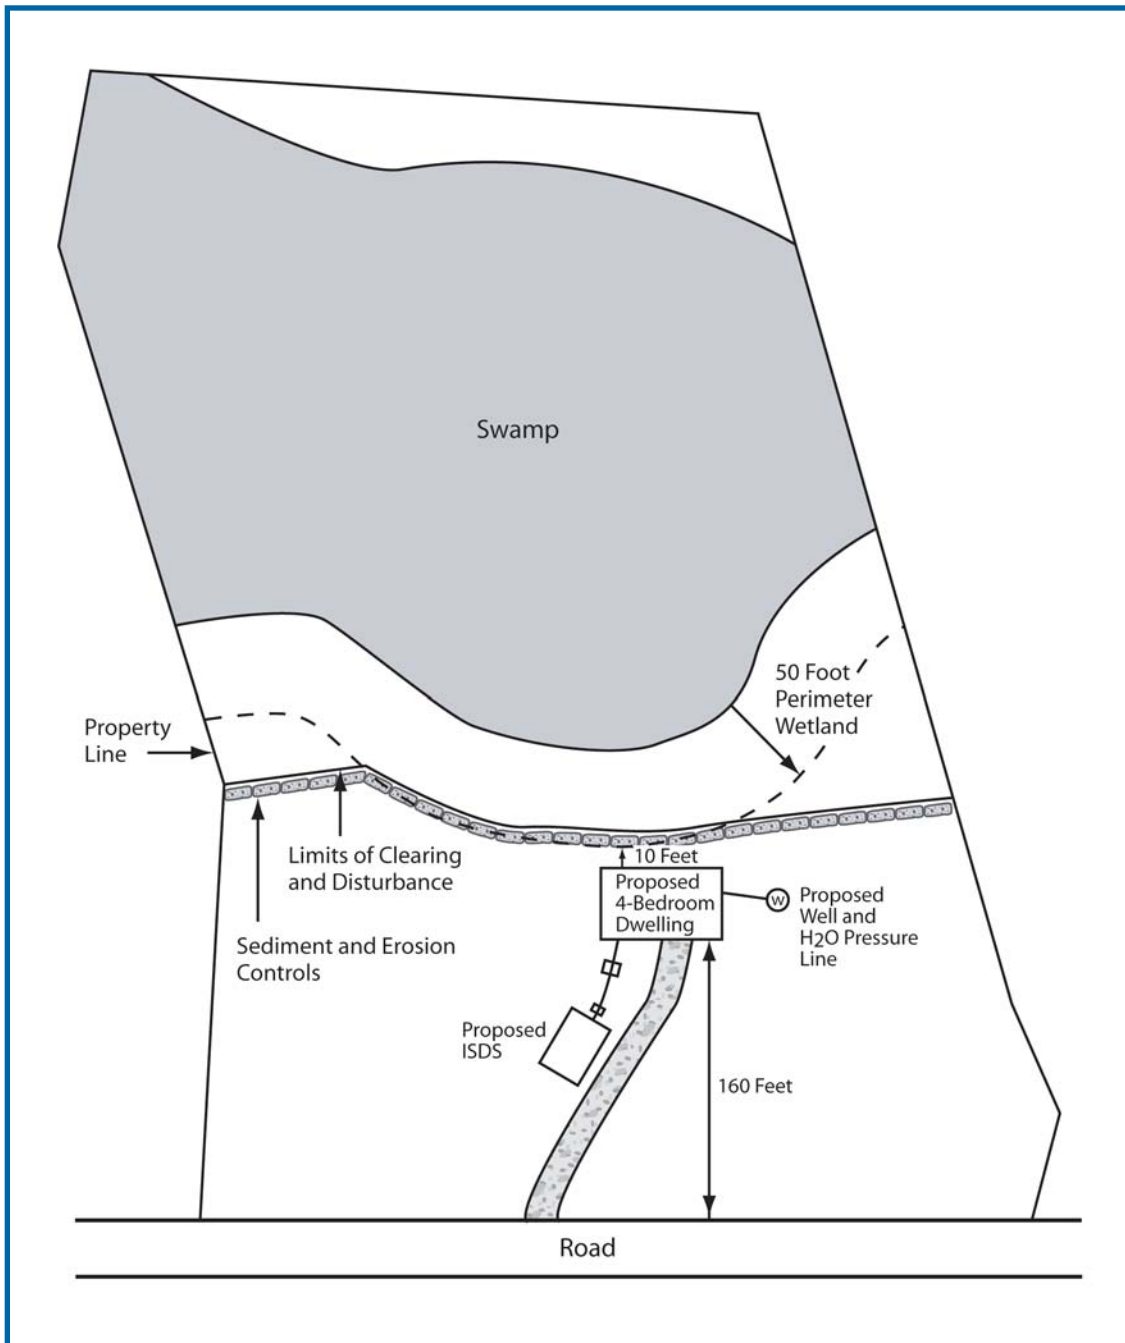 Swamp
50 Foot
Perimeter
Wetland
Property
Line
Limits of Clearing
and Disturbance
Sediment and Erosion
Controls
10 Feet
Proposed
4-Bedroom
Dwelling
W
Proposed
Well and
H2O Pressure
Line
Proposed
ISDS
160 Feet
Road